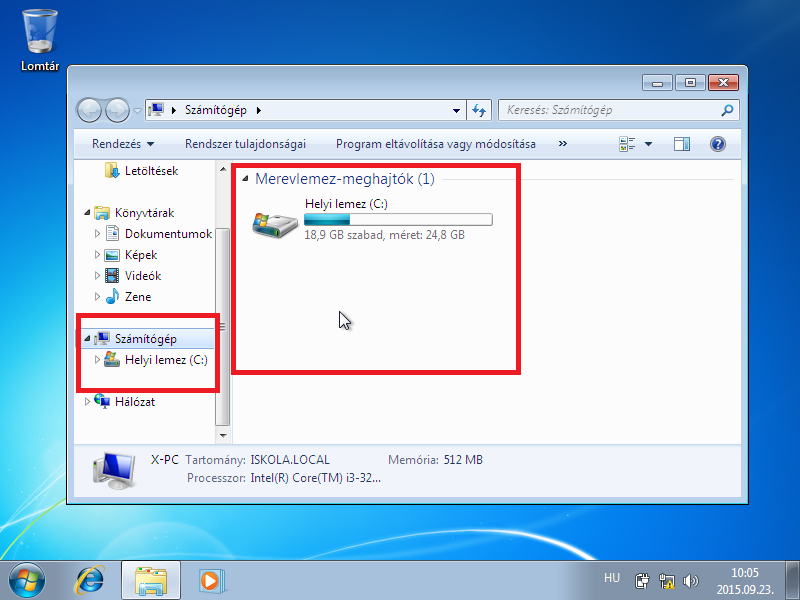 Lomtár
Számítógép
Keresés: Számítógép
Rendezés
Rendszer tulajdonságai
Program eltávolítása vagy módosítása
»
Letöltések
Könyvtárak
Dokumentumok
Képek
Videók
Zene
Számítógép
Helyi lemez (C:)
Hálózat
Merevlemez-meghajtók (1)
Helyi lemez (C:)
18,9 GB szabad, méret: 24,8 GB
X-PC Tartomány: ISKOLA.LOCAL Memória: 512 MB
Processzor: Intel(R) Core(TM) i3-32...
HU
10:05
2015.09.23.